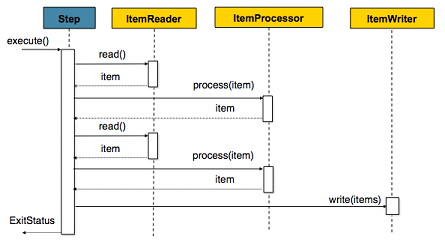 Step
ItemReader
ItemProcessor
ItemWriter
execute()
read()
item
process(item)
item
read()
item
process(item)
item
write(items)
ExitStatus